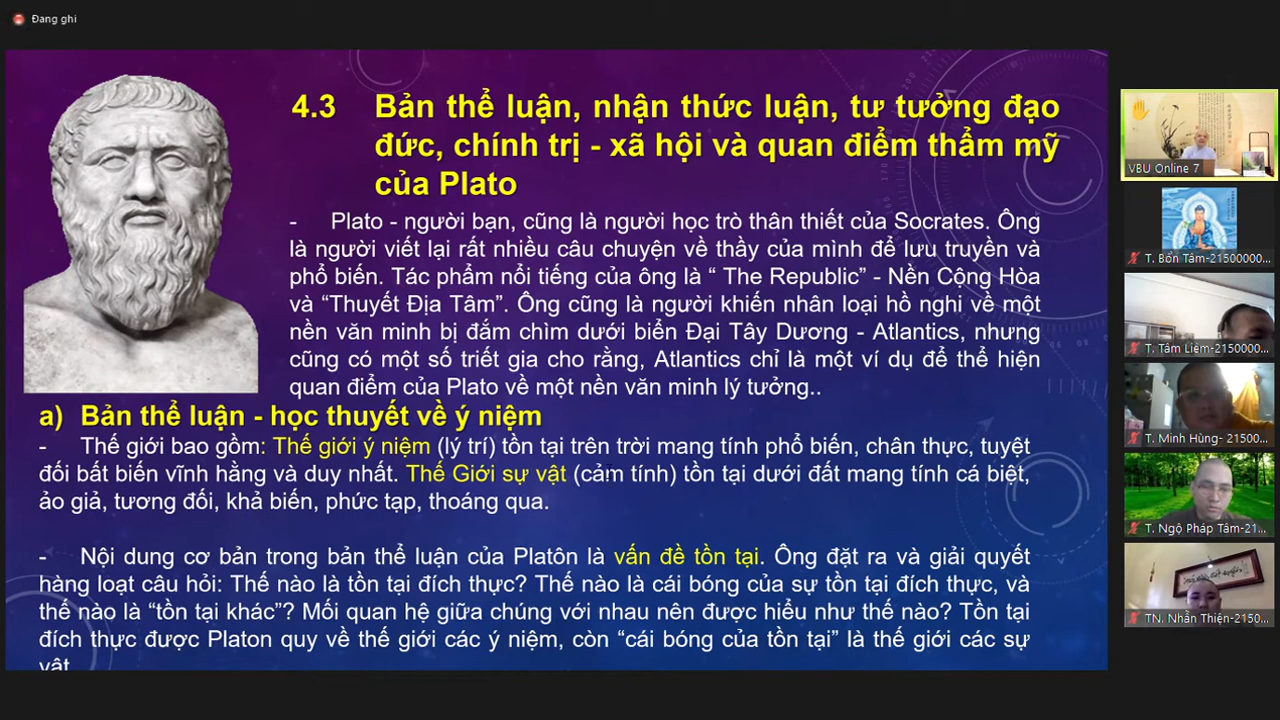 Đang ghi
4.3 Bản thể luận, nhận thức luận, tư tưởng đạo
đức, chính trị - xã hội và quan điểm thẩm mỹ
của Plato
- Plato - người bạn, cũng là người học trò thân thiết của Socrates. Ông
là người viết lại rất nhiều câu chuyện về thầy của mình để lưu truyền và
phổ biến. Tác phẩm nổi tiếng của ông là “ The Republic” - Nền Cộng Hòa
và “Thuyết Địa Tâm”. Ông cũng là người khiến nhân loại hồ nghi về một
nền văn minh bị đắm chìm dưới biển Đại Tây Dương - Atlantics, nhưng
cũng có một số triết gia cho rằng, Atlantics chỉ là một ví dụ để thể hiện
quan điểm của Plato về một nền văn minh lý tưởng..
a) Bản thể luận - học thuyết về ý niệm
- Thế giới bao gồm: Thế giới ý niệm (lý trí) tồn tại trên trời mang tính phổ biến, chân thực, tuyệt
đối bất biến vĩnh hằng và duy nhất. Thế Giới sự vật (cảm tính) tồn tại dưới đất mang tính cá biệt,
ảo giả, tương đối, khả biến, phức tạp, thoáng qua.
- Nội dung cơ bản trong bản thể luận của Platôn là vấn đề tồn tại. Ông đặt ra và giải quyết
hàng loạt câu hỏi: Thế nào là tồn tại đích thực? Thế nào là cái bóng của sự tồn tại đích thực, và
thế nào là “tồn tại khác”? Mối quan hệ giữa chúng với nhau nên được hiểu như thế nào? Tồn tại
đích thực được Platon quy về thế giới các ý niệm, còn “cái bóng của tồn tại” là thế giới các sự
vật
VBU Online 7
T. Bổn Tâm-21500000...
T. Tâm Liêm-2150000...
T. Minh Hùng- 21500...
T. Ngộ Pháp Tâm-21...
TN. Nhẫn Thiện-2150...